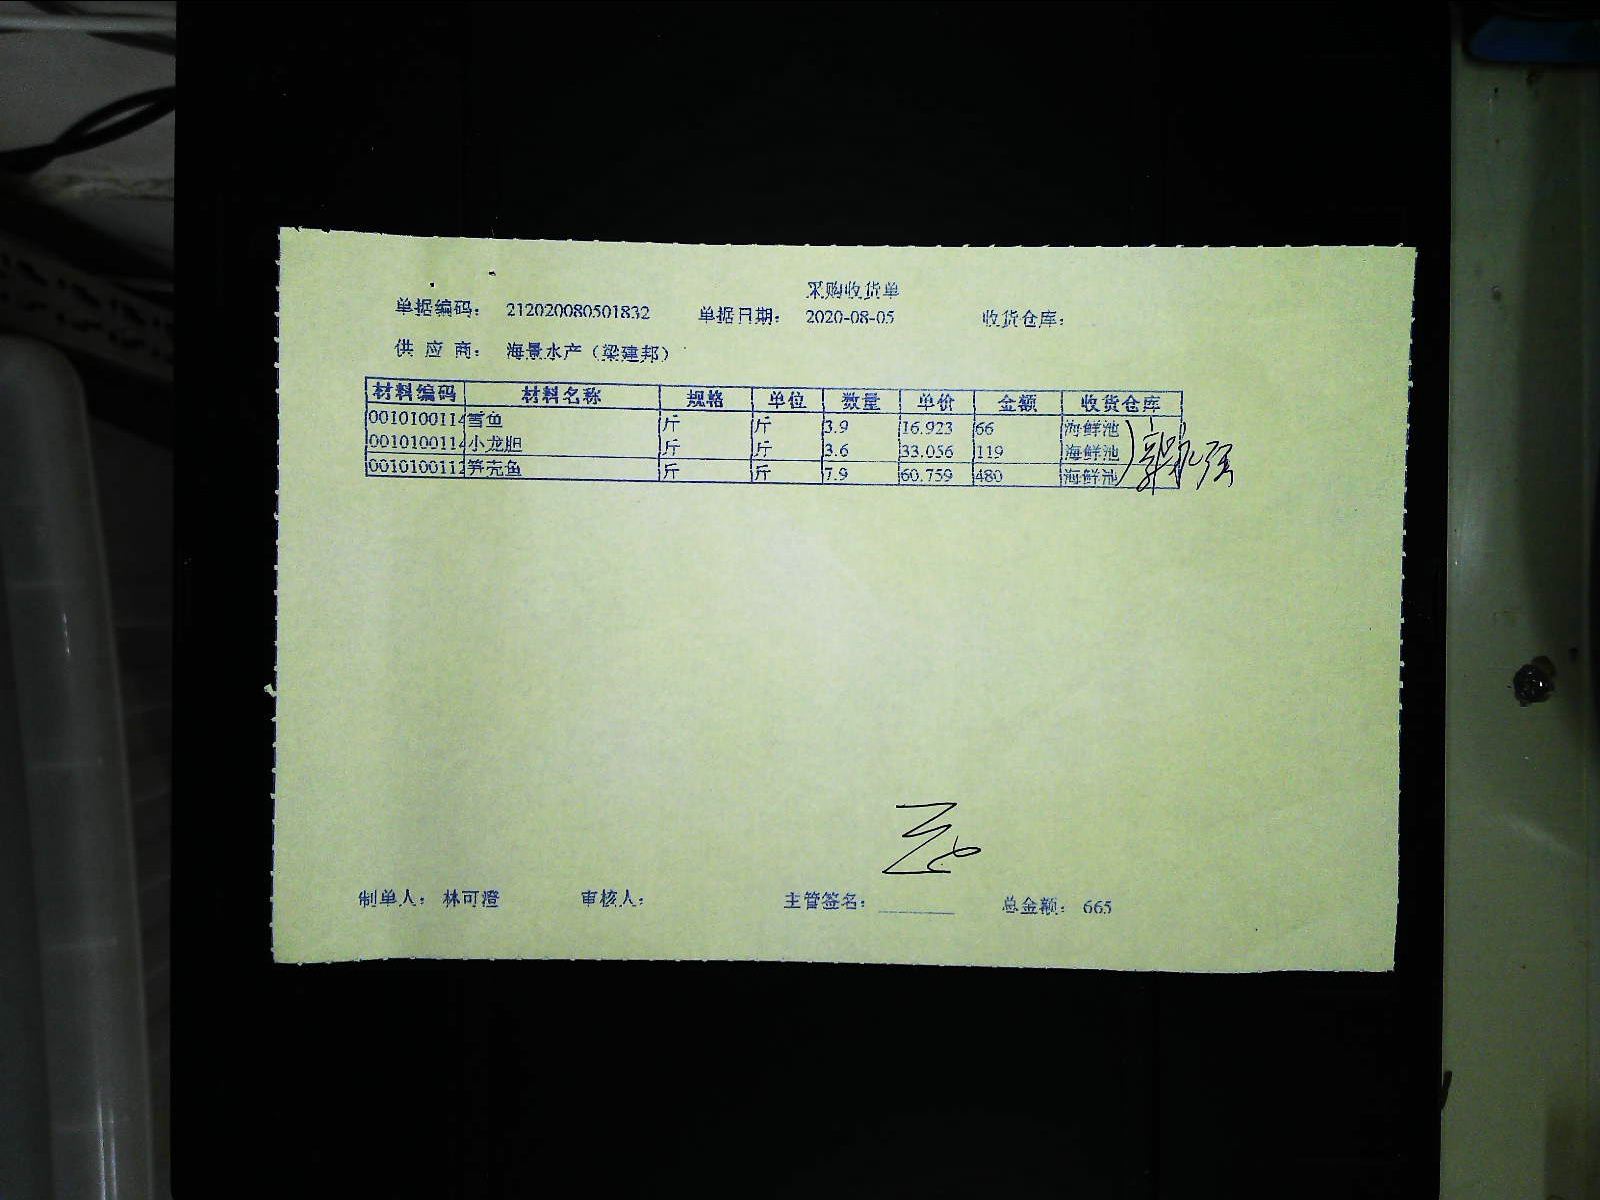 采购收货单
单据编码： 212020080501832 单据日期： 2020-08-05 收货仓库：
供 应 商： 海景水产（梁建邦）
材料编码 材料名称 规格 单位 数量 单价 金额 收货仓库
0010100114 雪鱼 斤 斤 3.9 16.923 66 海鲜池
0010100114 小龙胆 斤 斤 3.6 33.056 119 海鲜池
0010100112 笋壳鱼 斤 斤 7.9 60.759 480 海鲜池
制单人： 林可澄 审核人： 主管签名： 总金额： 665